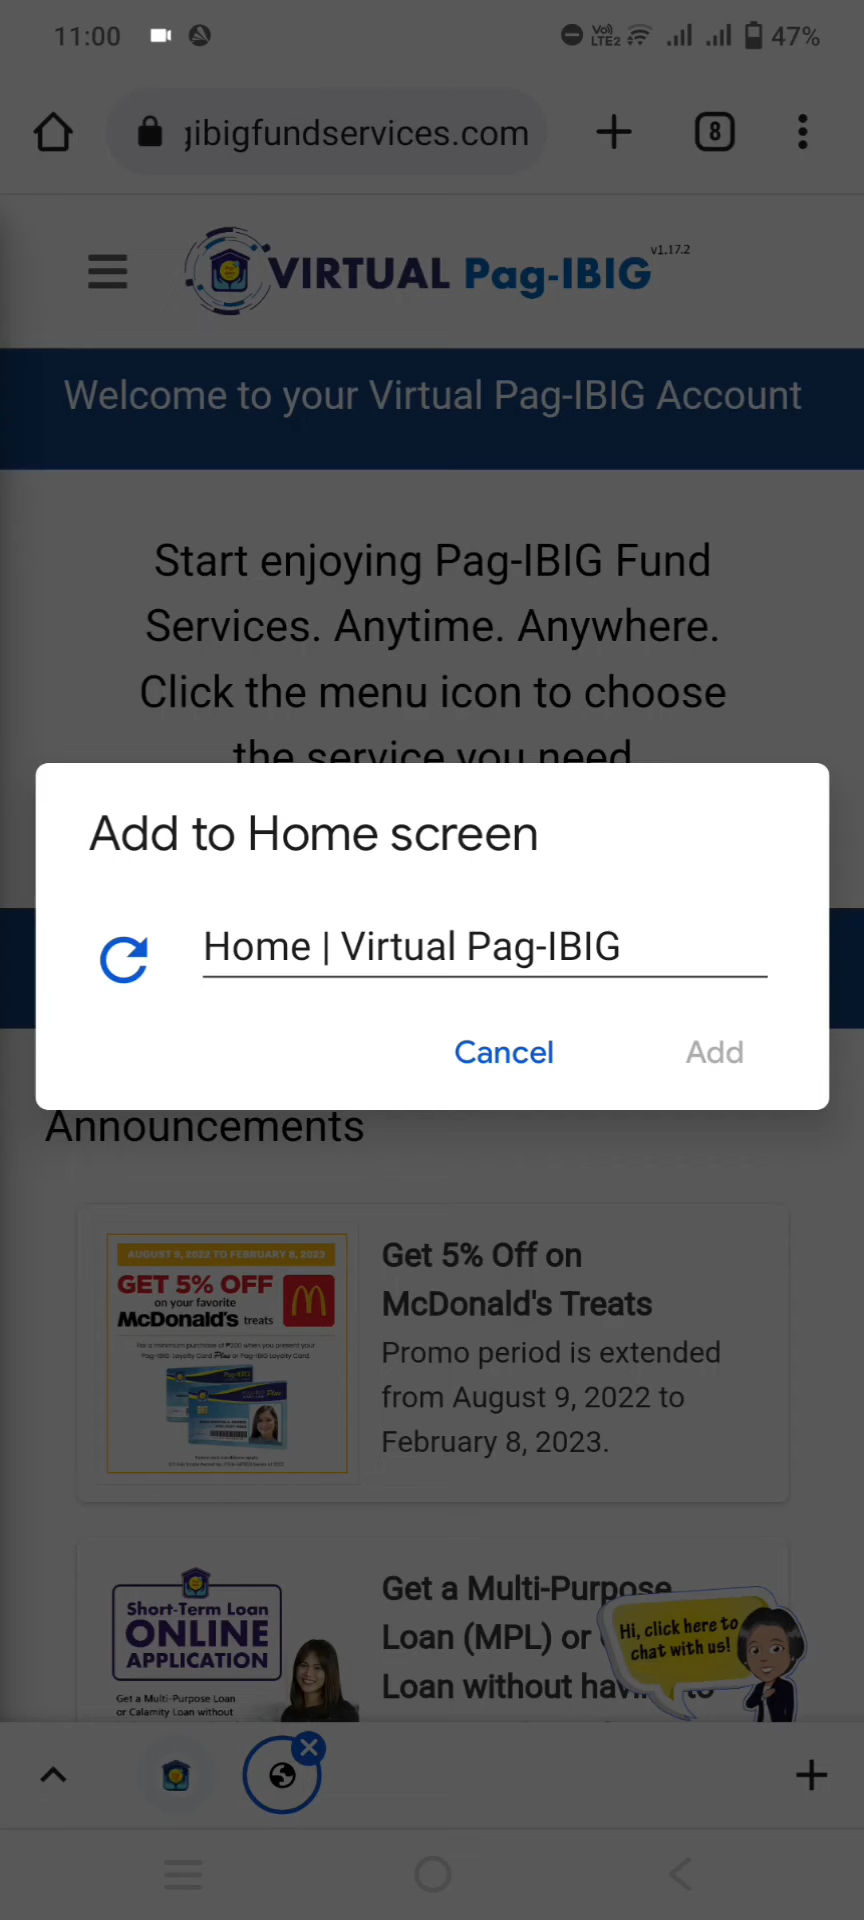 11:00
Vo))
LTE2
47%
gibigfundservices.com
8
VIRTUAL Pag-IBIG
v1.17.2
Welcome to your Virtual Pag-IBIG Account
Start enjoying Pag-IBIG Fund
Services. Anytime. Anywhere.
Click the menu icon to choose
the service you need
Add to Home screen
Home | Virtual Pag-IBIG
Cancel
Add
Announcements
AUGUST 9, 2022 TO FEBRUARY 8, 2023
GET 5% OFF
on your favorite
McDonald's treats
For a minimum purchase of ₱200 when you present your
Pag-IBIG Loyalty Card Plus or Pag-IBIG Loyalty Card.
Get 5% Off on
McDonald's Treats
Promo period is extended
from August 9, 2022 to
February 8, 2023.
Short-Term Loan
ONLINE
APPLICATION
Get a Multi-Purpose Loan
or Calamity Loan without
Get a Multi-Purpose
Loan (MPL) or
Loan without having to
Hi, click here to
chat with us!